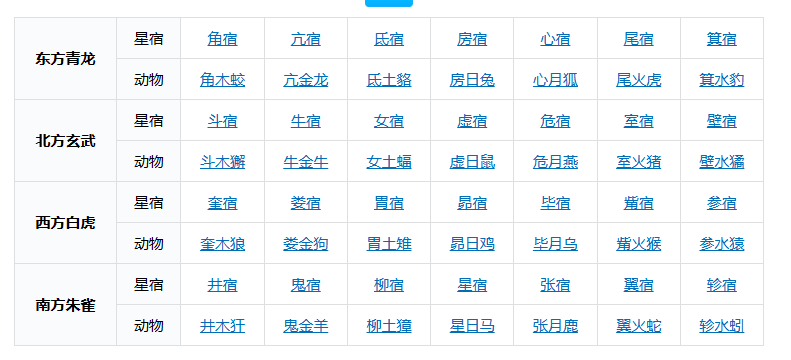 东方青龙
星宿 角宿 亢宿 氐宿 房宿 心宿 尾宿 箕宿
动物 角木蛟 亢金龙 氐土貉 房日兔 心月狐 尾火虎 箕水豹
北方玄武
星宿 斗宿 牛宿 女宿 虚宿 危宿 室宿 壁宿
动物 斗木獬 牛金牛 女土蝠 虚日鼠 危月燕 室火猪 壁水獝
西方白虎
星宿 奎宿 娄宿 胃宿 昴宿 毕宿 觜宿 参宿
动物 奎木狼 娄金狗 胃土雉 昴日鸡 毕月乌 觜火猴 参水猿
南方朱雀
星宿 井宿 鬼宿 柳宿 星宿 张宿 翼宿 轸宿
动物 井木犴 鬼金羊 柳土獐 星日马 张月鹿 翼火蛇 轸水蚓